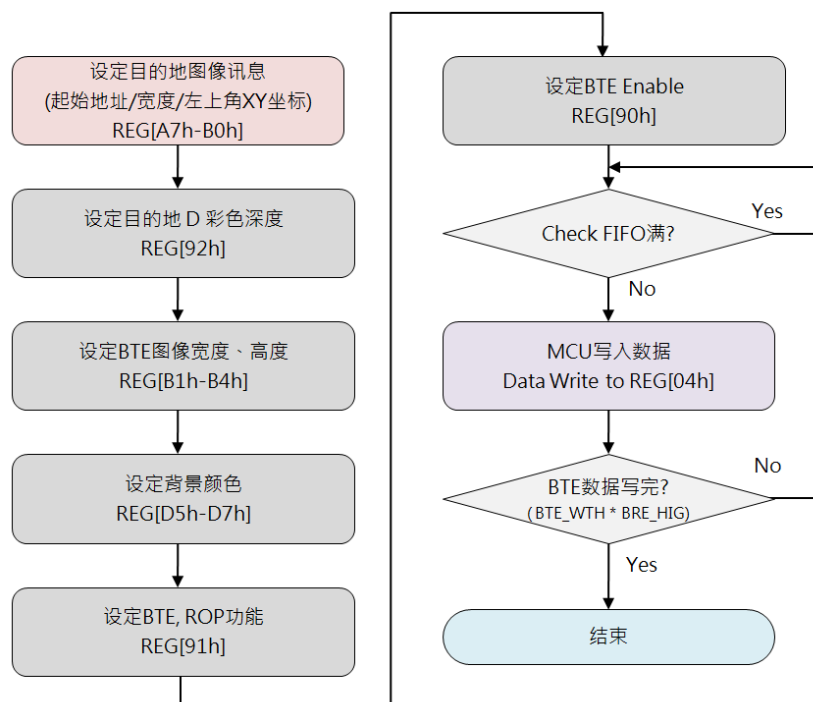 设定目的地图像讯息
(起始地址/宽度/左上角XY坐标)
REG[A7h-B0h]
设定目的地 D 彩色深度
REG[92h]
设定BTE图像宽度、高度
REG[B1h-B4h]
设定背景颜色
REG[D5h-D7h]
设定BTE, ROP功能
REG[91h]
设定BTE Enable
REG[90h]
Check FIFO满?
Yes
No
MCU写入数据
Data Write to REG[04h]
BTE数据写完?
( BTE_WTH * BRE_HIG)
No
Yes
结束